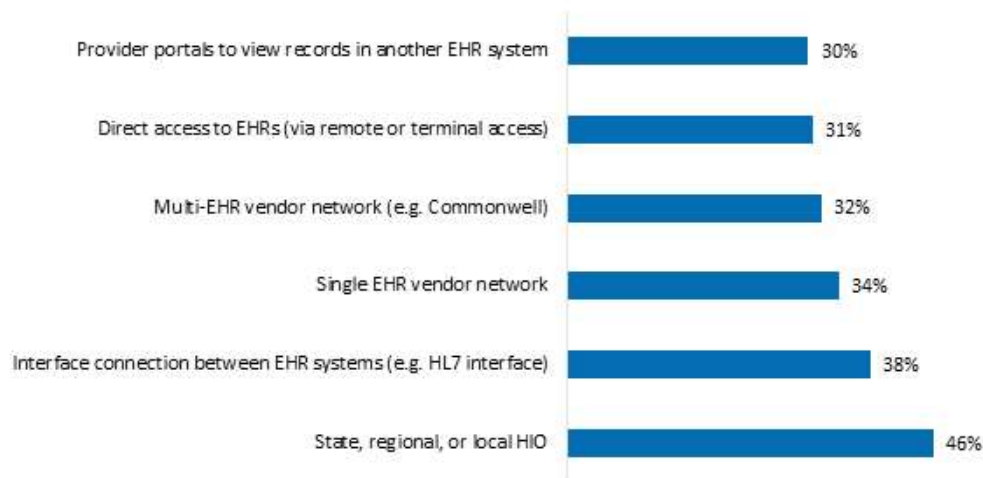 Provider portals to view records in another EHR system
30%
Direct access to EHRs (via remote or terminal access)
31%
Multi-EHR vendor network (e.g. Commonwell)
32%
Single EHR vendor network
34%
Interface connection between EHR systems (e.g. HL7 interface)
38%
State, regional, or local HIO
46%